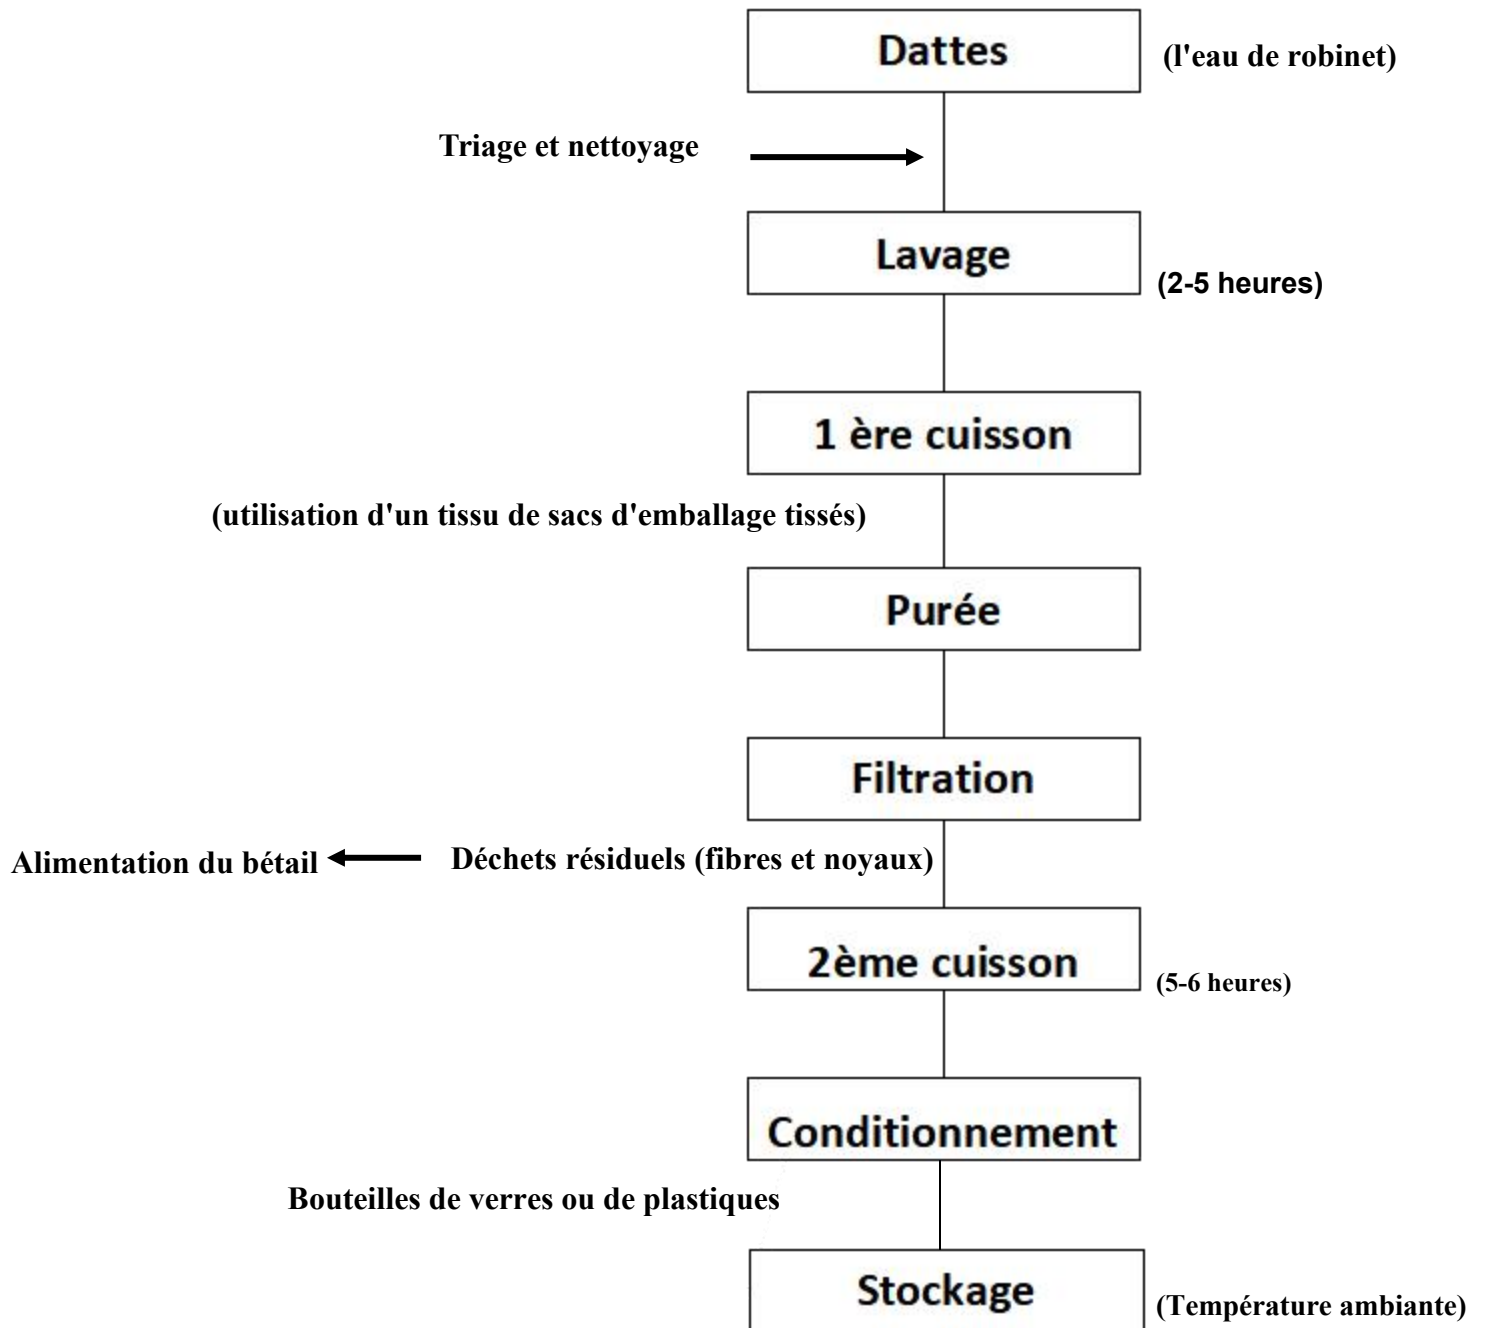 Dattes
(l'eau de robinet)
Triage et nettoyage
Lavage
(2-5 heures)
1 ère cuisson
(utilisation d'un tissu de sacs d'emballage tissés)
Purée
Filtration
Alimentation du bétail
Déchets résiduels (fibres et noyaux)
2ème cuisson
(5-6 heures)
Conditionnement
Bouteilles de verres ou de plastiques
Stockage
(Température ambiante)